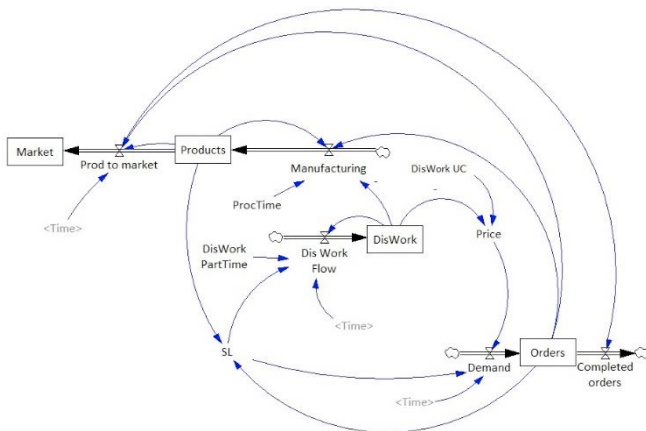 Market
Prod to market
Products
Manufacturing
DisWork UC
<Time>
ProcTime
-
-
DisWork
PartTime
Dis Work
Flow
DisWork
Price
<Time>
SL
Demand
Orders
Completed
orders
<Time>